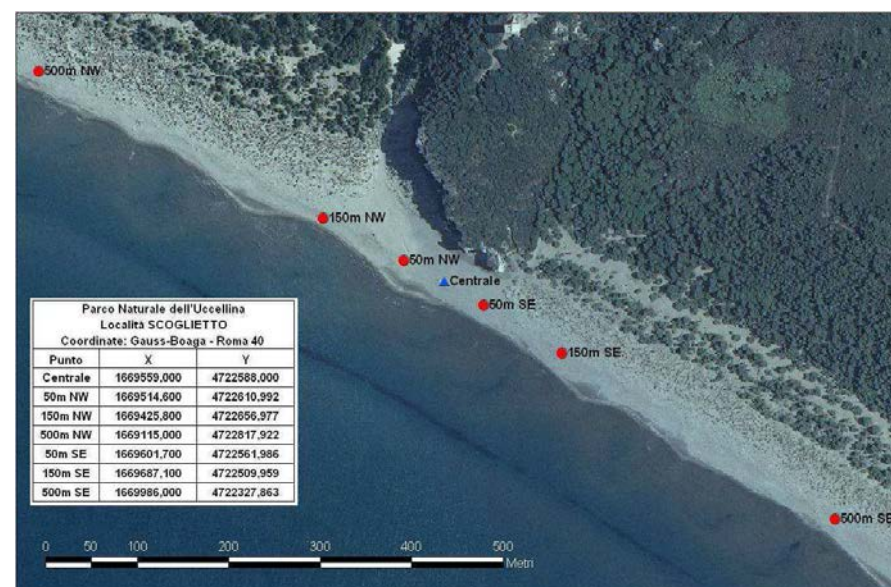 500m NW
150m NW
50m NW
Centrale
50m SE
150m SE
500m SE
Parco Naturale dell'Uccellina
Località SCOGLIETTO
Coordinate: Gauss-Boaga - Roma 40
Punto X Y
Centrale 1669559,000 4722588,000
50m NW 1669514,600 4722610,992
150m NW 1669425,800 4722656,977
500m NW 1669115,000 4722817,922
50m SE 1669601,700 4722561,986
150m SE 1669687,100 4722509,959
500m SE 1669986,000 4722327,863
0 50 100 200 300 400 500
Metri